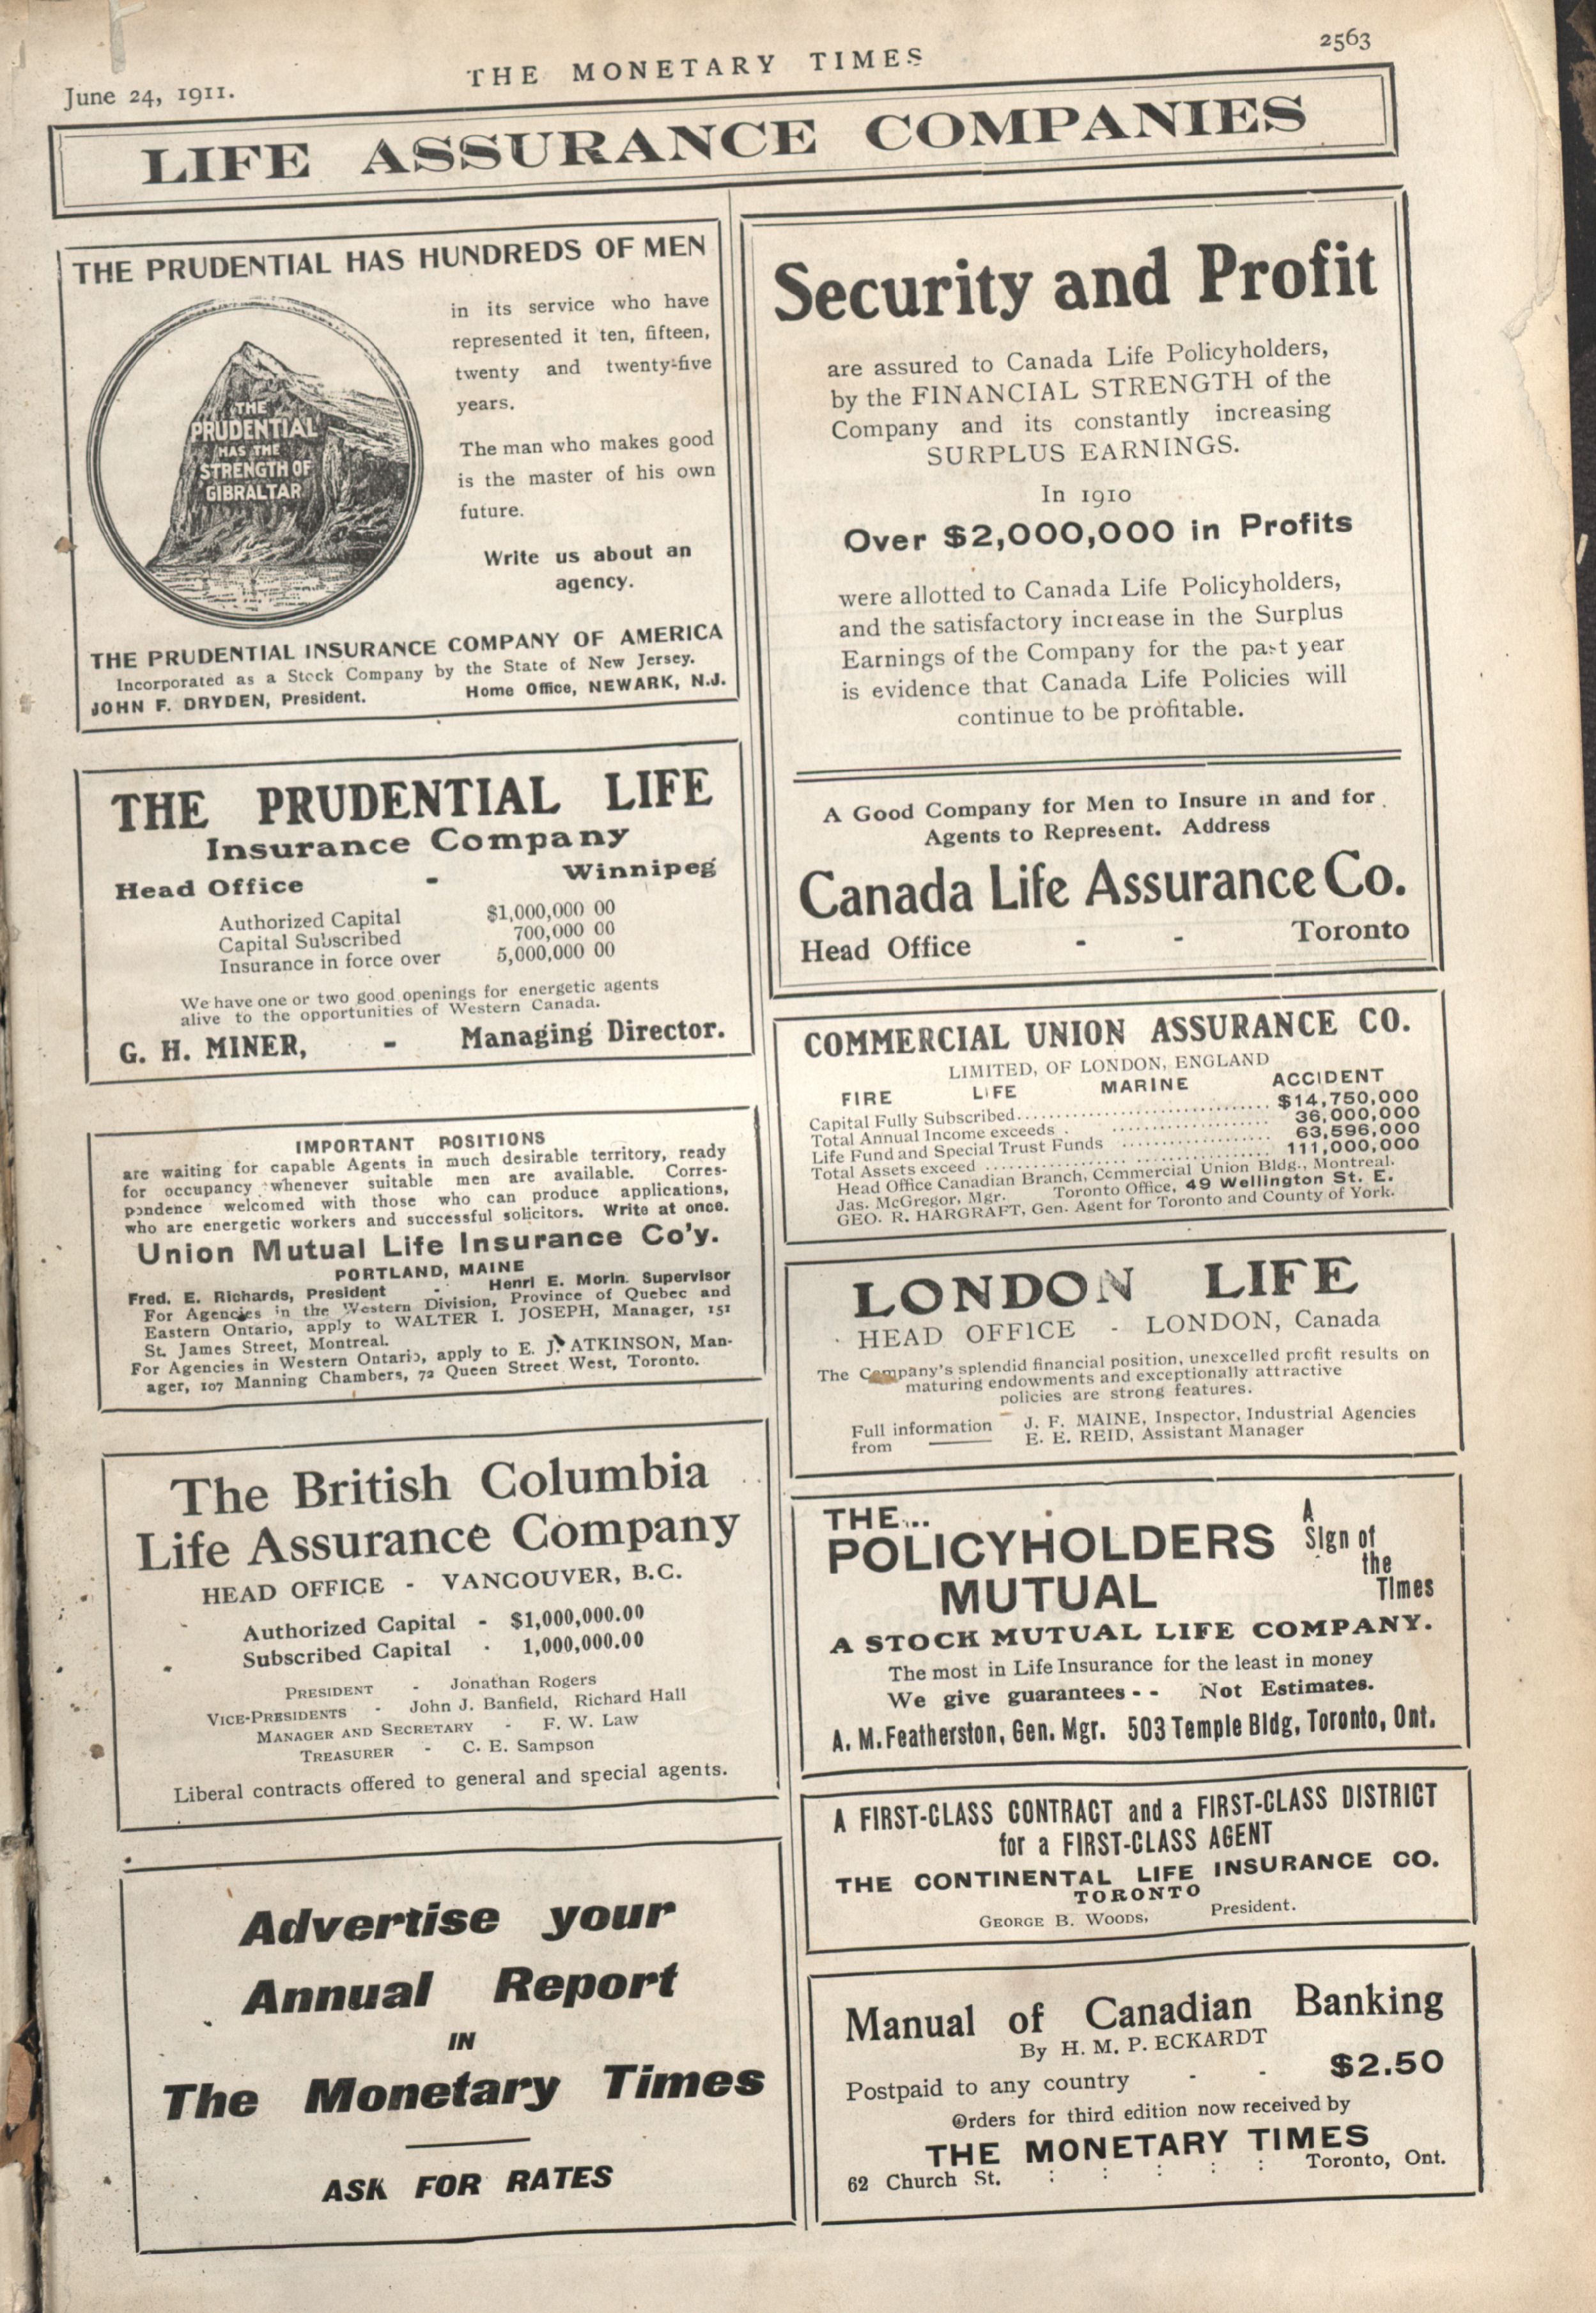 June 24, 1911.
THE MONETARY TIMES
2563
LIFE ASSURANCE COMPANIES
THE PRUDENTIAL HAS HUNDREDS OF MEN
THE
PRUDENTIAL
HAS THE
STRENGTH OF
GIBRALTAR
in its service who have
represented it ten, fifteen,
twenty and twenty-five
years.
The man who makes good
is the master of his own
future.
Write us about an
agency.
THE PRUDENTIAL INSURANCE COMPANY OF AMERICA
Incorporated as a Stock Company by the State of New Jersey.
JOHN F. DRYDEN, President. Home Office, NEWARK, N.J.
THE PRUDENTIAL LIFE
Insurance Company
Head Office - Winnipeg
Authorized Capital $1,000,000 00
Capital Subscribed 700,000 00
Insurance in force over 5,000,000 00
We have one or two good openings for energetic agents
alive to the opportunities of Western Canada.
G. H. MINER, - Managing Director.
IMPORTANT POSITIONS
are waiting for capable Agents in much desirable territory, ready
for occupancy whenever suitable men are available. Corres-
pondence welcomed with those who can produce applications,
who are energetic workers and successful solicitors. Write at once.
Union Mutual Life Insurance Co'y.
PORTLAND, MAINE
Fred. E. Richards, President - Henri E. Morin. Supervisor
For Agencies in the Western Division, Province of Quebec and
Eastern Ontario, apply to WALTER I. JOSEPH, Manager, 151
St. James Street, Montreal.
For Agencies in Western Ontario, apply to E. J. ATKINSON, Man-
ager, 107 Manning Chambers, 72 Queen Street West, Toronto.
The British Columbia
Life Assurance Company
HEAD OFFICE - VANCOUVER, B.C.
Authorized Capital - $1,000,000.00
Subscribed Capital - 1,000,000.00
PRESIDENT - Jonathan Rogers
VICE-PRESIDENTS - John J. Banfield, Richard Hall
MANAGER AND SECRETARY - F. W. Law
TREASURER - C. E. Sampson
Liberal contracts offered to general and special agents.
Advertise your
Annual Report
IN
The Monetary Times
ASK FOR RATES
Security and Profit
are assured to Canada Life Policyholders,
by the FINANCIAL STRENGTH of the
Company and its constantly increasing
SURPLUS EARNINGS.
In 1910
Over $2,000,000 in Profits
were allotted to Canada Life Policyholders,
and the satisfactory increase in the Surplus
Earnings of the Company for the past year
is evidence that Canada Life Policies will
continue to be profitable.
A Good Company for Men to Insure in and for
Agents to Represent. Address
Canada Life Assurance Co.
Head Office - - Toronto
COMMERCIAL UNION ASSURANCE CO.
LIMITED, OF LONDON, ENGLAND
FIRE LIFE MARINE ACCIDENT
Capital Fully Subscribed.............................. $14,750,000
Total Annual Income exceeds ..................... 36,000,000
Life Fund and Special Trust Funds .................. 63,596,000
Total Assets exceed .................................. 111,000,000
Head Office Canadian Branch, Commercial Union Bldg., Montreal.
Jas. McGregor, Mgr. Toronto Office, 49 Wellington St. E.
GEO. R. HARGRAFT, Gen. Agent for Toronto and County of York.
LONDON LIFE
HEAD OFFICE - LONDON, Canada
The Company's splendid financial position, unexcelled profit results on
maturing endowments and exceptionally attractive
policies are strong features.
Full information J. F. MAINE, Inspector, Industrial Agencies
from E. E. REID, Assistant Manager
THE...
POLICYHOLDERS
MUTUAL
A
Sign of
the
Times
A STOCK MUTUAL LIFE COMPANY.
The most in Life Insurance for the least in money
We give guarantees - - Not Estimates.
A. M. Featherston, Gen. Mgr. 503 Temple Bldg, Toronto, Ont.
A FIRST-CLASS CONTRACT and a FIRST-CLASS DISTRICT
for a FIRST-CLASS AGENT
THE CONTINENTAL LIFE INSURANCE CO.
TORONTO
GEORGE B. WOODS, President.
Manual of Canadian Banking
By H. M. P. ECKARDT
Postpaid to any country - - $2.50
Orders for third edition now received by
THE MONETARY TIMES
62 Church St. : : : : : Toronto, Ont.